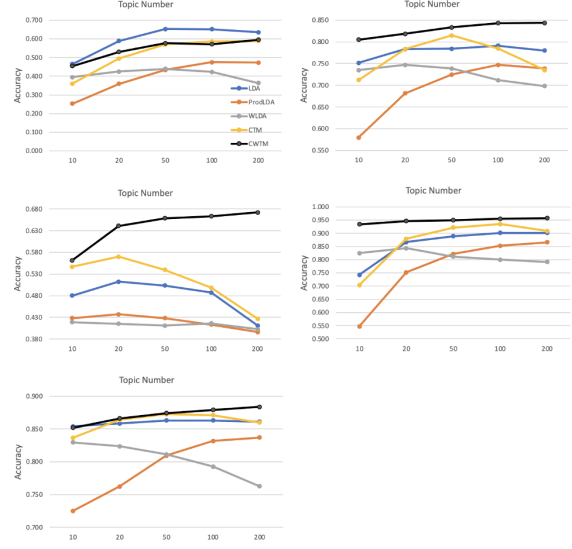 Topic Number
Accuracy
0.700
0.600
0.500
0.400
0.300
0.200
0.100
0.000
10 20 50 100 200
LDA
ProdLDA
WLDA
CTM
CWTM
Topic Number
Accuracy
0.850
0.800
0.750
0.700
0.650
0.600
0.550
10 20 50 100 200
Topic Number
Accuracy
0.680
0.630
0.580
0.530
0.480
0.430
0.380
10 20 50 100 200
Topic Number
Accuracy
1.000
0.950
0.900
0.850
0.800
0.750
0.700
0.650
0.600
0.550
0.500
10 20 50 100 200
Topic Number
Accuracy
0.900
0.850
0.800
0.750
0.700
10 20 50 100 200